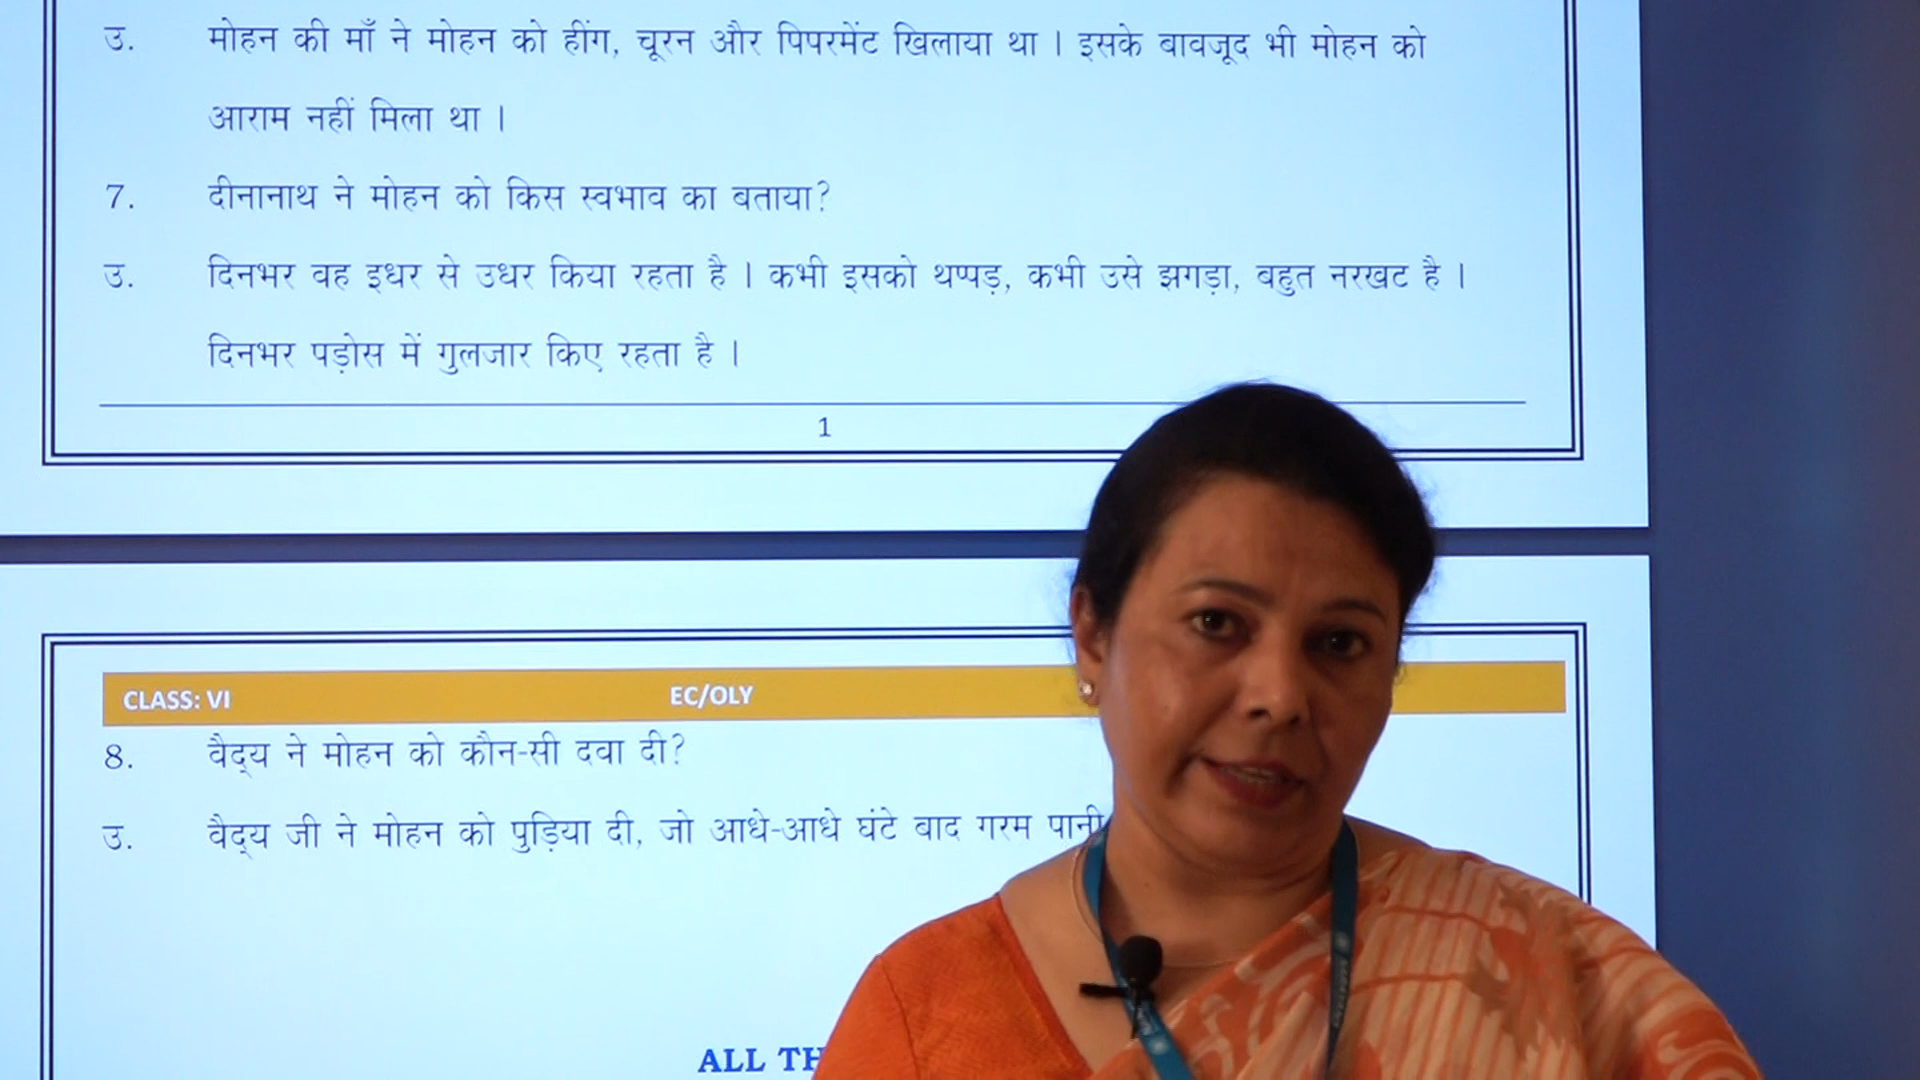 उ. मोहन की माँ ने मोहन को हींग, चूरन और पिपरमेंट खिलाया था । इसके बावजूद भी मोहन को
आराम नहीं मिला था ।
7. दीनानाथ ने मोहन को किस स्वभाव का बताया?
उ. दिनभर वह इधर से उधर किया रहता है । कभी इसको थप्पड़, कभी उसे झगड़ा, बहुत नरखट है ।
दिनभर पड़ोस में गुलजार किए रहता है ।
1
CLASS: VI EC/OLY
8. वैद्य ने मोहन को कौन-सी दवा दी?
उ. वैद्य जी ने मोहन को पुड़िया दी, जो आधे-आधे घंटे बाद गरम पानी
ALL